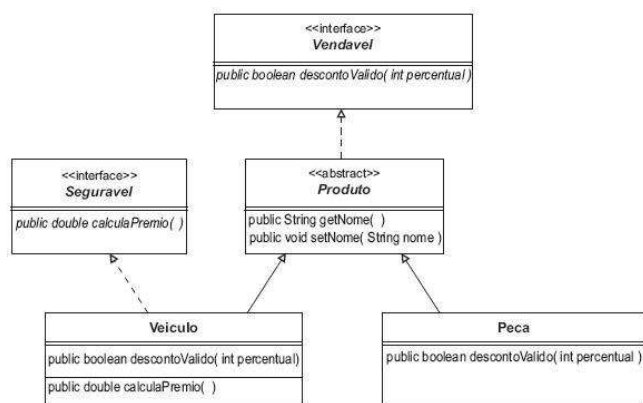 <<interface>>
Vendavel
public boolean descontoValido( int percentual )
<<interface>>
Seguravel
public double calculaPremio( )
<<abstract>>
Produto
public String getNome( )
public void setNome( String nome )
Veiculo
public boolean descontoValido( int percentual)
public double calculaPremio( )
Peca
public boolean descontoValido( int percentual )